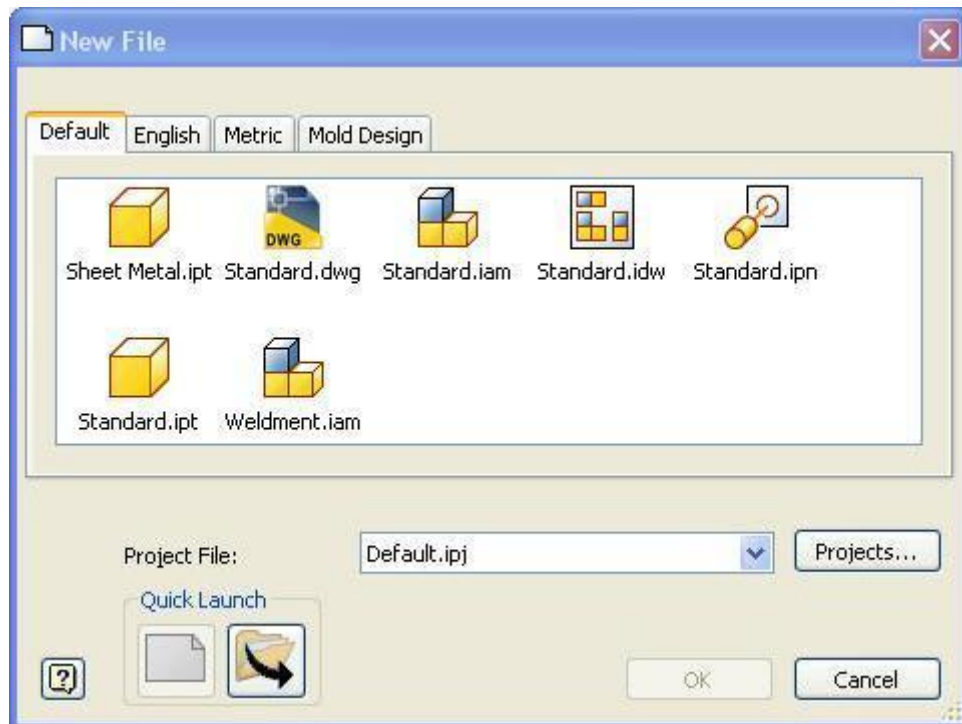 New File
Default English Metric Mold Design
DWG
Sheet Metal.ipt Standard.dwg Standard.iam Standard.idw Standard.ipn
Standard.ipt Weldment.iam
Project File: Default.ipj Projects...
Quick Launch
OK Cancel